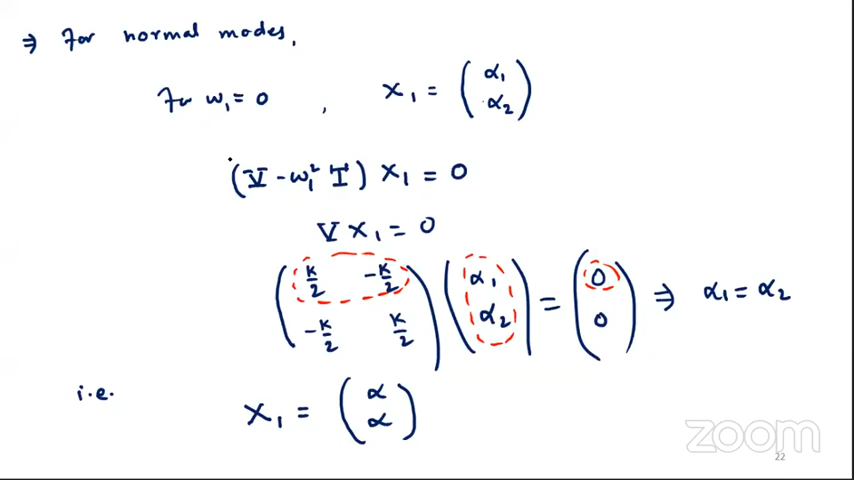 ⇒ For normal modes,
For ω₁ = 0 , X₁ = (α₁ α₂)
(V - ω₁² T) X₁ = 0
V X₁ = 0
(K/2 -K/2 -K/2 K/2) (α₁ α₂) = (0 0) ⇒ α₁ = α₂
i.e. X₁ = (α α)
zoom
22